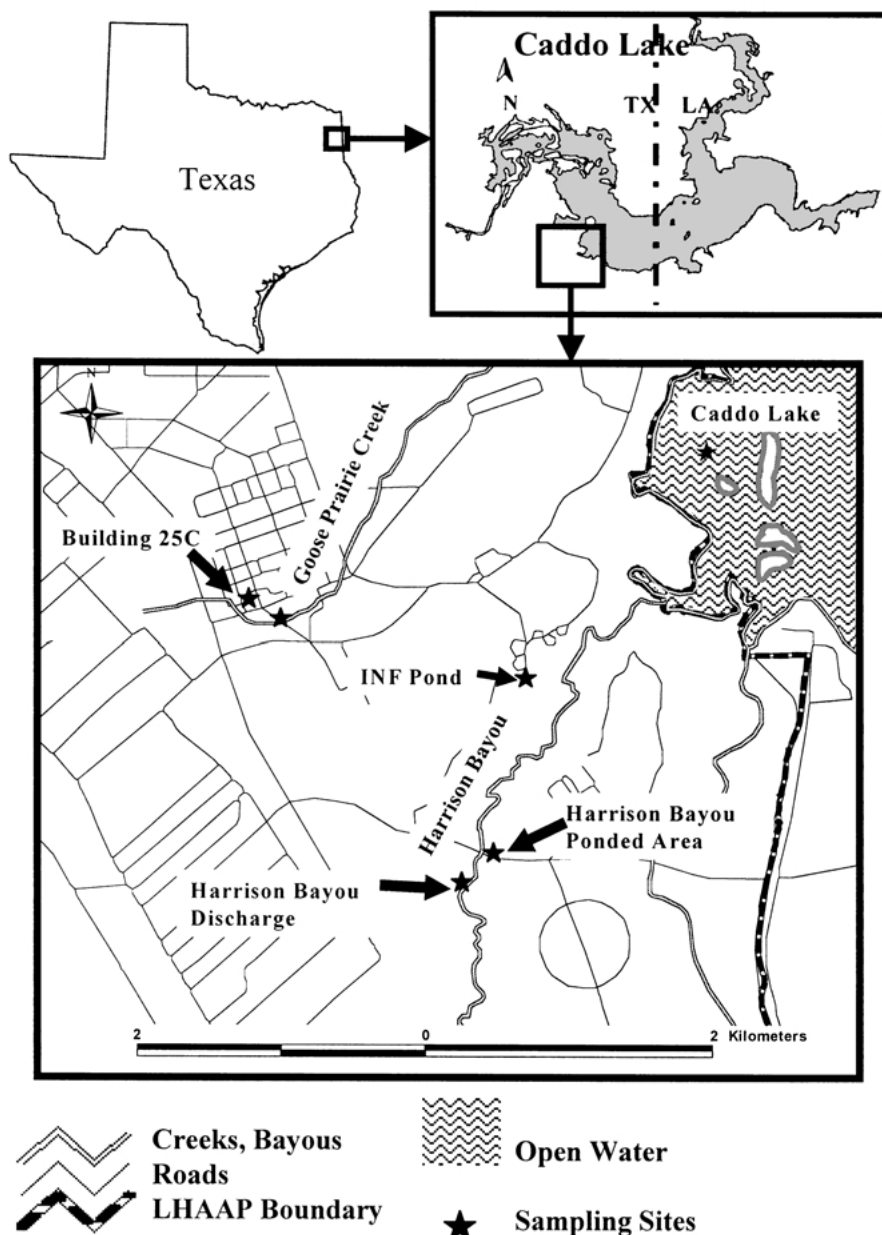 Texas
Caddo Lake
N
TX LA.
N
Caddo Lake
Goose Prairie Creek
Building 25C
INF Pond
Harrison Bayou
Harrison Bayou
Ponded Area
Harrison Bayou
Discharge
2 0 2 Kilometers
Creeks, Bayous
Roads
LHAAP Boundary
Open Water
Sampling Sites